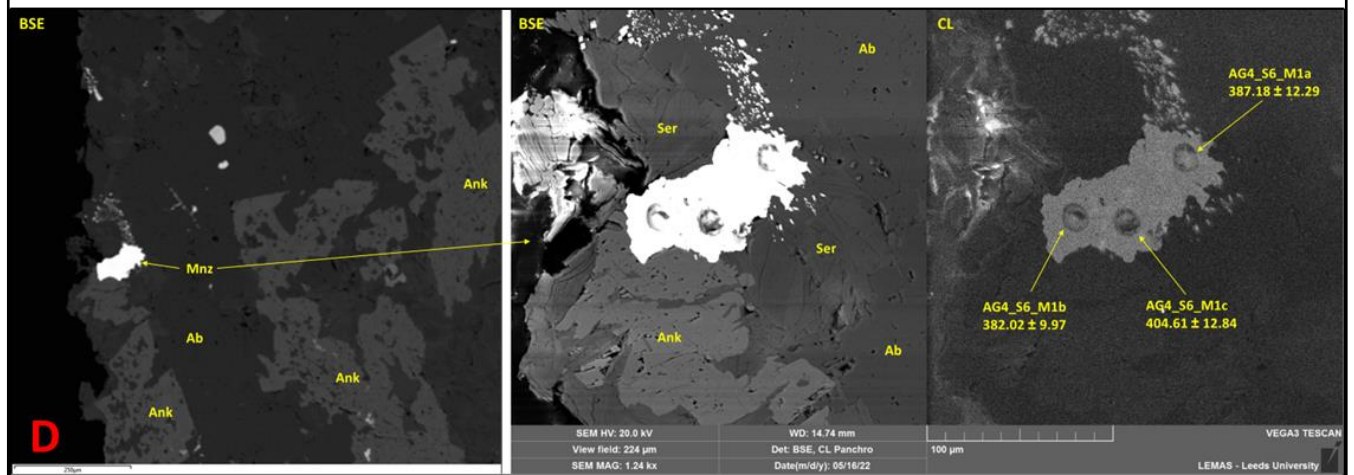 BSE
Ank
Mnz
Ab
Ank
Ank
D
250µm
BSE
Ab
Ser
Ser
Ank
Ab
CL
AG4_S6_M1a
387.18 ± 12.29
AG4_S6_M1b
382.02 ± 9.97
AG4_S6_M1c
404.61 ± 12.84
SEM HV: 20.0 kV
WD: 14.74 mm
VEGA3 TESCAN
View field: 224 µm
Det: BSE, CL Panchro
100 µm
SEM MAG: 1.24 kx
Date(m/d/y): 05/16/22
LEMAS - Leeds University